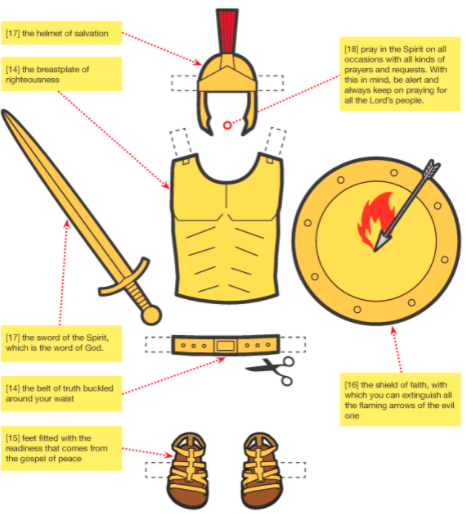 [17] the helmet of salvation
[14] the breastplate of
righteousness
[18] pray in the Spirit on all
occasions with all kinds of
prayers and requests. With
this in mind, be alert and
always keep on praying for
all the Lord's people.
[17] the sword of the Spirit,
which is the word of God.
[14] the belt of truth buckled
around your waist
[16] the shield of faith, with
which you can extinguish all
the flaming arrows of the evil
one
[15] feet fitted with the
readiness that comes from
the gospel of peace